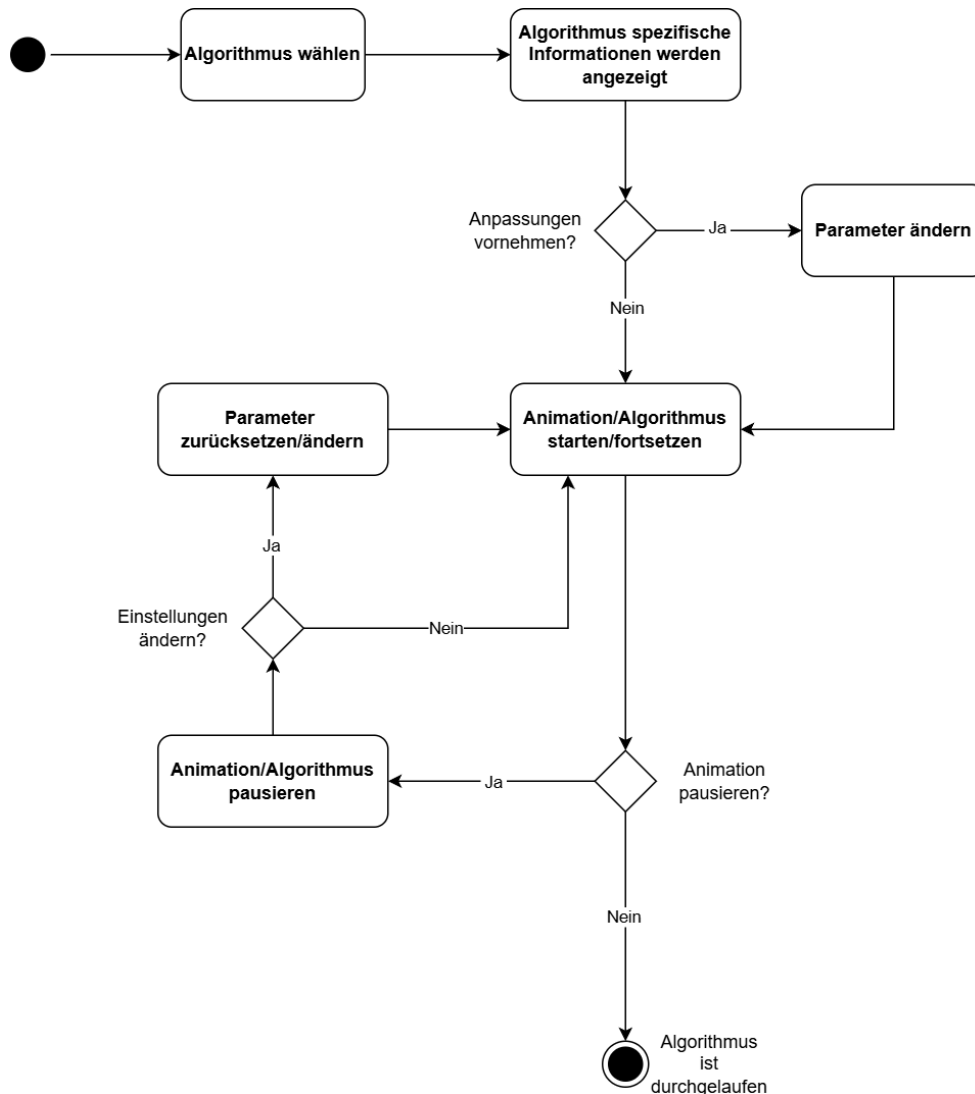 Algorithmus wählen
Algorithmus spezifische
Informationen werden
angezeigt
Anpassungen
vornehmen?
Ja
Parameter ändern
Nein
Parameter
zurücksetzen/ändern
Animation/Algorithmus
starten/fortsetzen
Ja
Einstellungen
ändern?
Nein
Animation/Algorithmus
pausieren
Ja
Animation
pausieren?
Nein
Algorithmus
ist
durchgelaufen